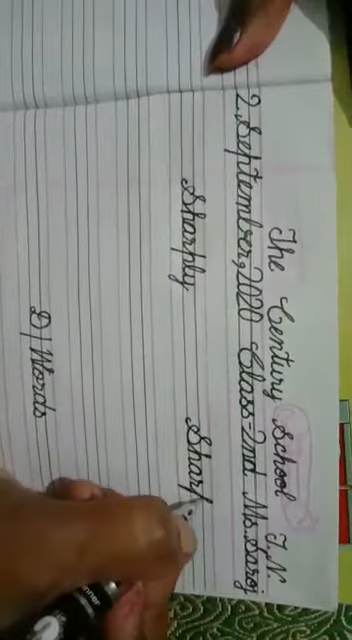 The Century School T.N.
2, September, 2020 Class-2nd Ms. Saroj
Sharply Sharp
D/Words